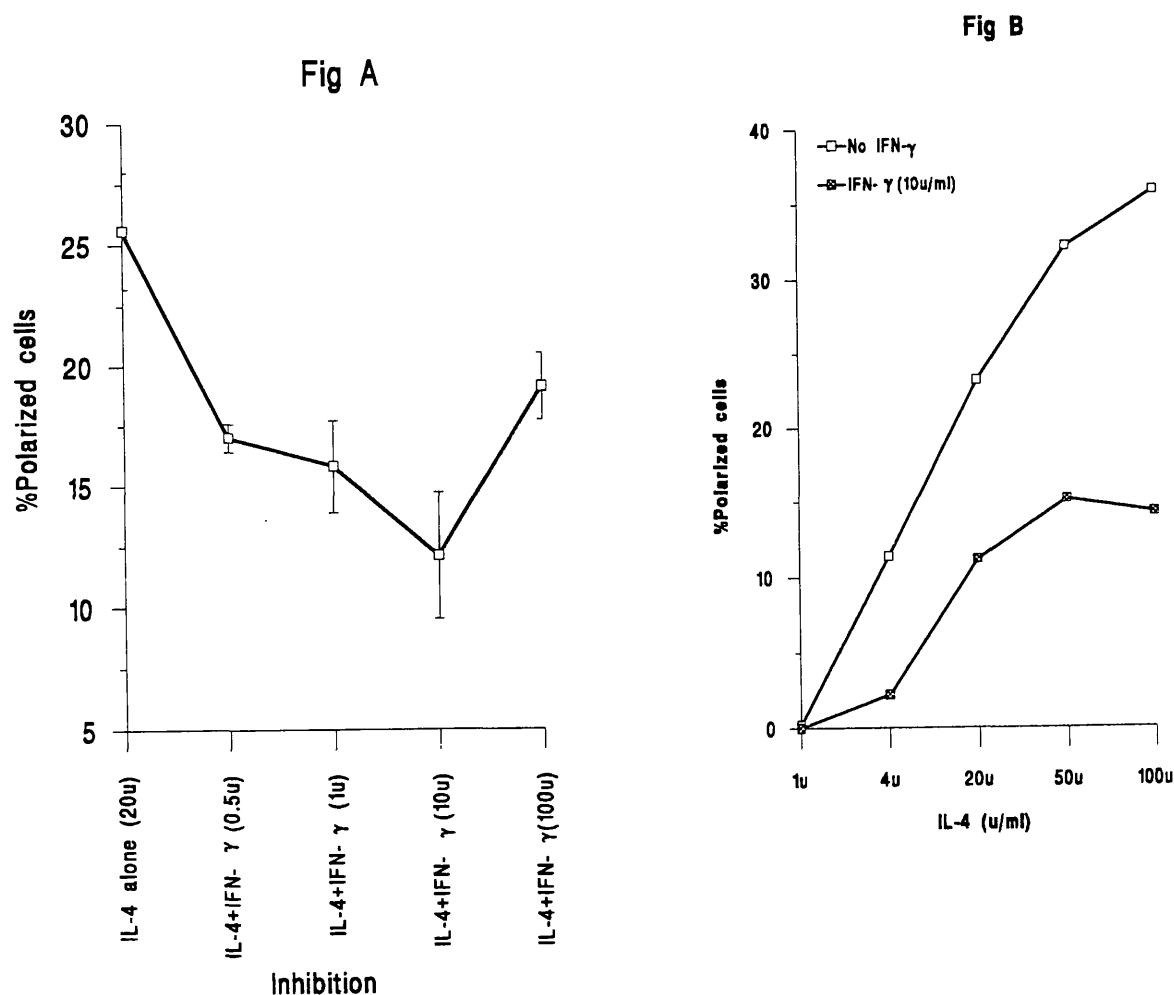 Fig A
30
25
20
15
10
5
%Polarized cells
IL-4 alone (20u)
IL-4+IFN- γ (0.5u)
IL-4+IFN- γ (1u)
IL-4+IFN- γ (10u)
IL-4+IFN- γ(100u)
Inhibition
Fig B
40
30
20
10
0
%Polarized cells
No IFN-γ
IFN- γ (10u/ml)
1u
4u
20u
50u
100u
IL-4 (u/ml)